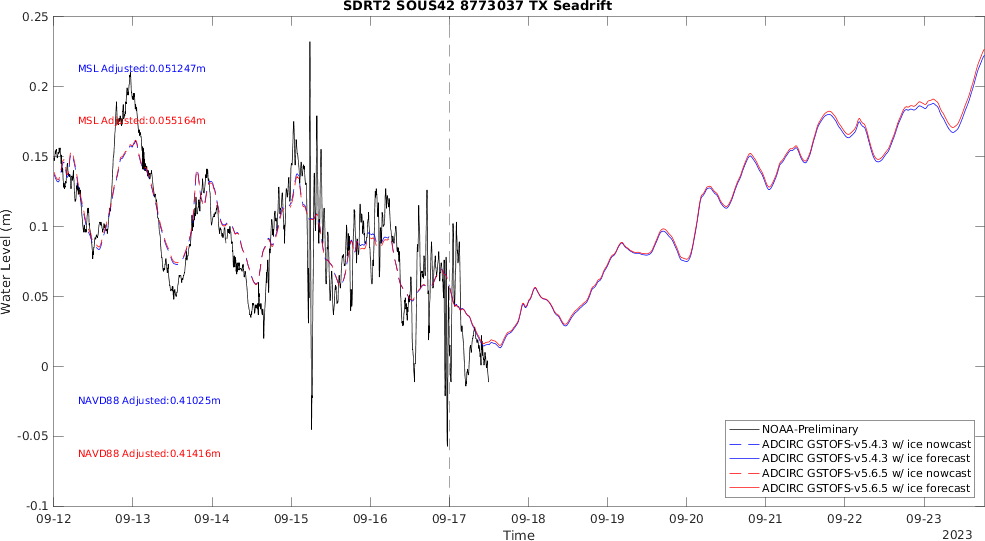 SDRT2 SOUS42 8773037 TX Seadrift
0.25
0.2
0.15
0.1
0.05
0
-0.05
-0.1
Water Level (m)
MSL Adjusted:0.051247m
MSL Adjusted:0.055164m
NAVD88 Adjusted:0.41025m
NAVD88 Adjusted:0.41416m
NOAA-Preliminary
ADCIRC GSTOFS-v5.4.3 w/ ice nowcast
ADCIRC GSTOFS-v5.4.3 w/ ice forecast
ADCIRC GSTOFS-v5.6.5 w/ ice nowcast
ADCIRC GSTOFS-v5.6.5 w/ ice forecast
09-12 09-13 09-14 09-15 09-16 09-17 09-18 09-19 09-20 09-21 09-22 09-23
Time
2023